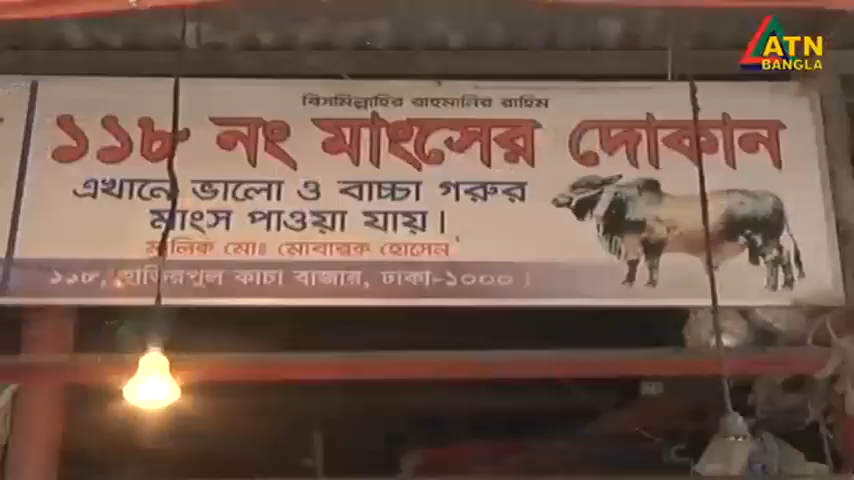 ATN
BANGLA
বিসমিল্লাহির রাহমানির রাহিম
১১৮ নং মাংসের দোকান
এখানে ভালো ও বাচ্চা গরুর
মাংস পাওয়া যায়।
মালিক মোঃ মোবারক হোসেন
১১৮, হাতিরপুল কাচা বাজার, ঢাকা-১০০০।